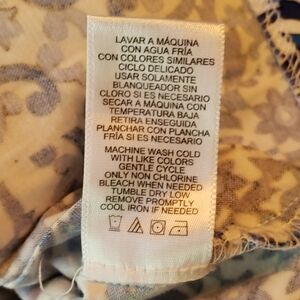 LAVAR A MÁQUINA
CON AGUA FRÍA
CON COLORES SIMILARES
CICLO DELICADO
USAR SOLAMENTE
BLANQUEADOR SIN
CLORO SI ES NECESARIO
SECAR A MÁQUINA CON
TEMPERATURA BAJA
RETIRA ENSEGUIDA
PLANCHAR CON PLANCHA
FRÍA SI ES NECESARIO
MACHINE WASH COLD
WITH LIKE COLORS
GENTLE CYCLE
ONLY NON CHLORINE
BLEACH WHEN NEEDED
TUMBLE DRY LOW
REMOVE PROMPTLY
COOL IRON IF NEEDED